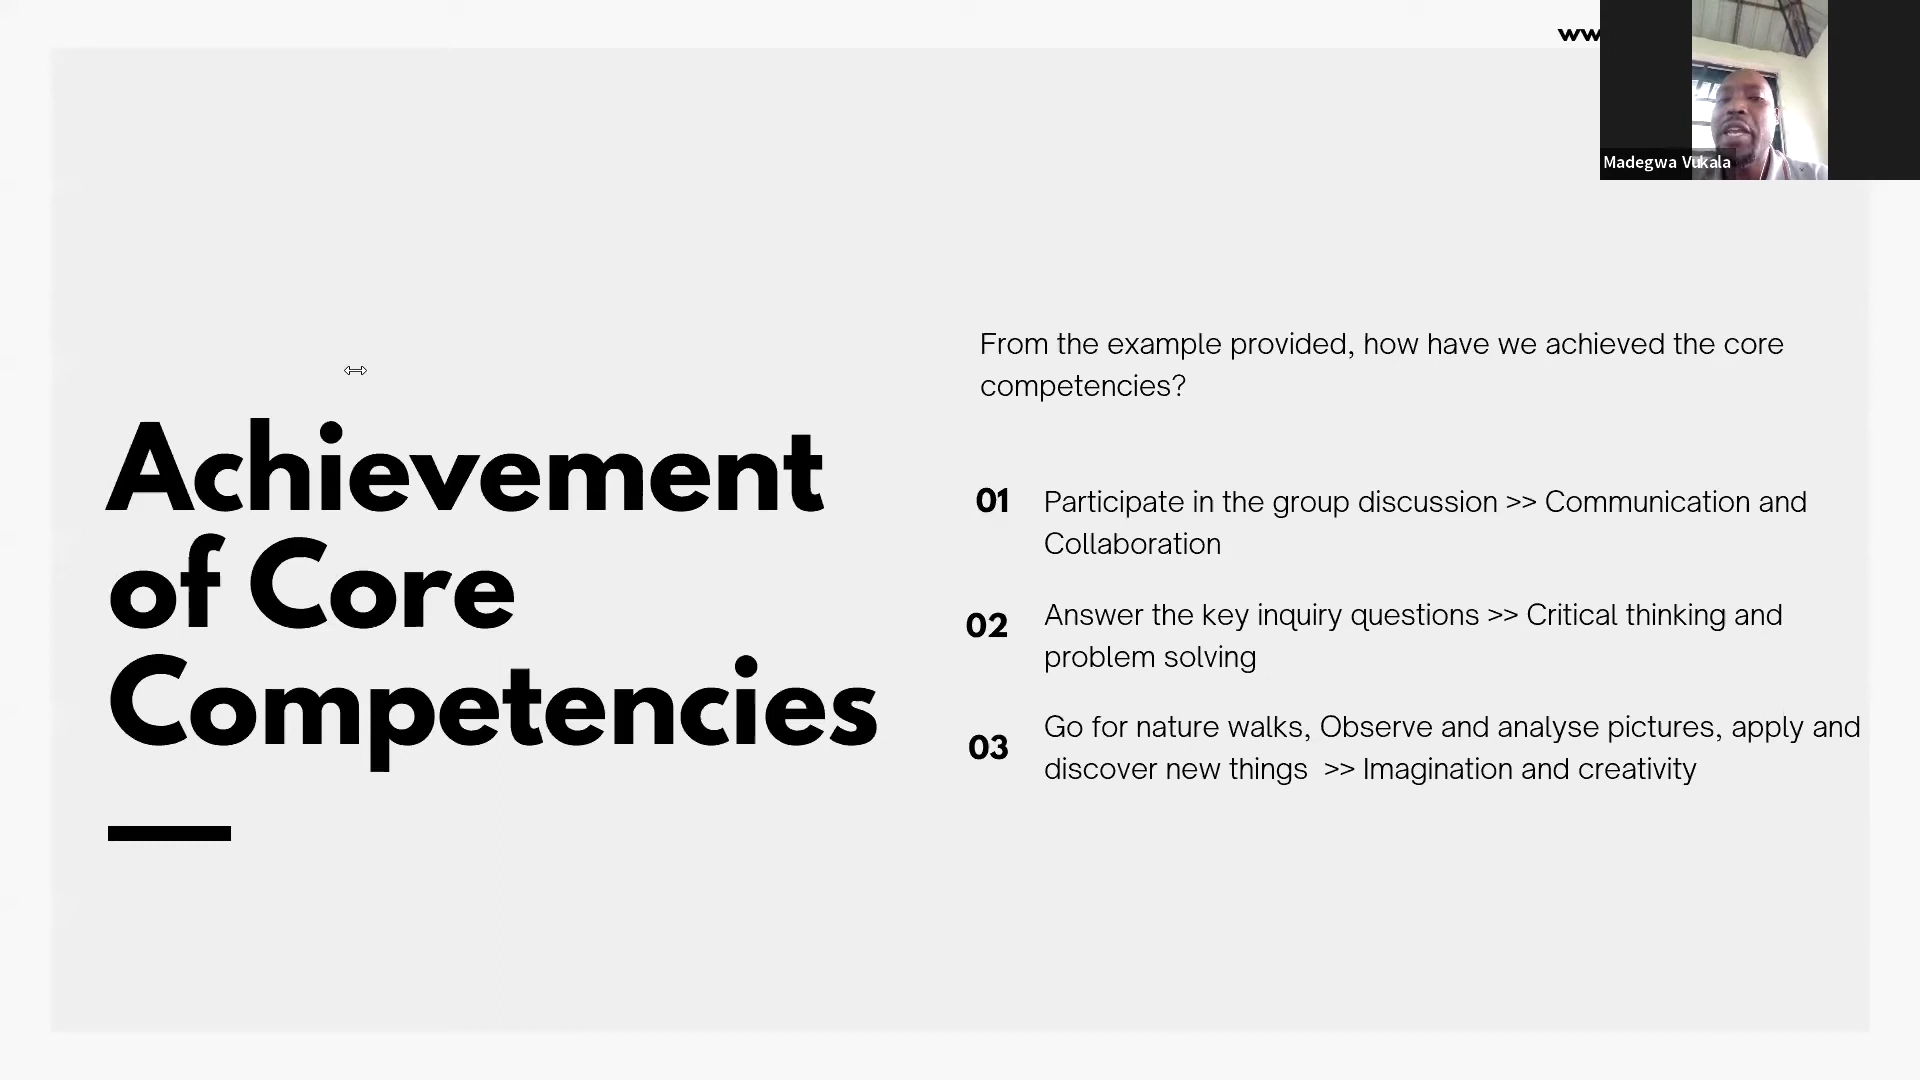 Madegwa Vukala
Achievement
of Core
Competencies
From the example provided, how have we achieved the core
competencies?
01 Participate in the group discussion >> Communication and
Collaboration
02 Answer the key inquiry questions >> Critical thinking and
problem solving
03 Go for nature walks, Observe and analyse pictures, apply and
discover new things >> Imagination and creativity